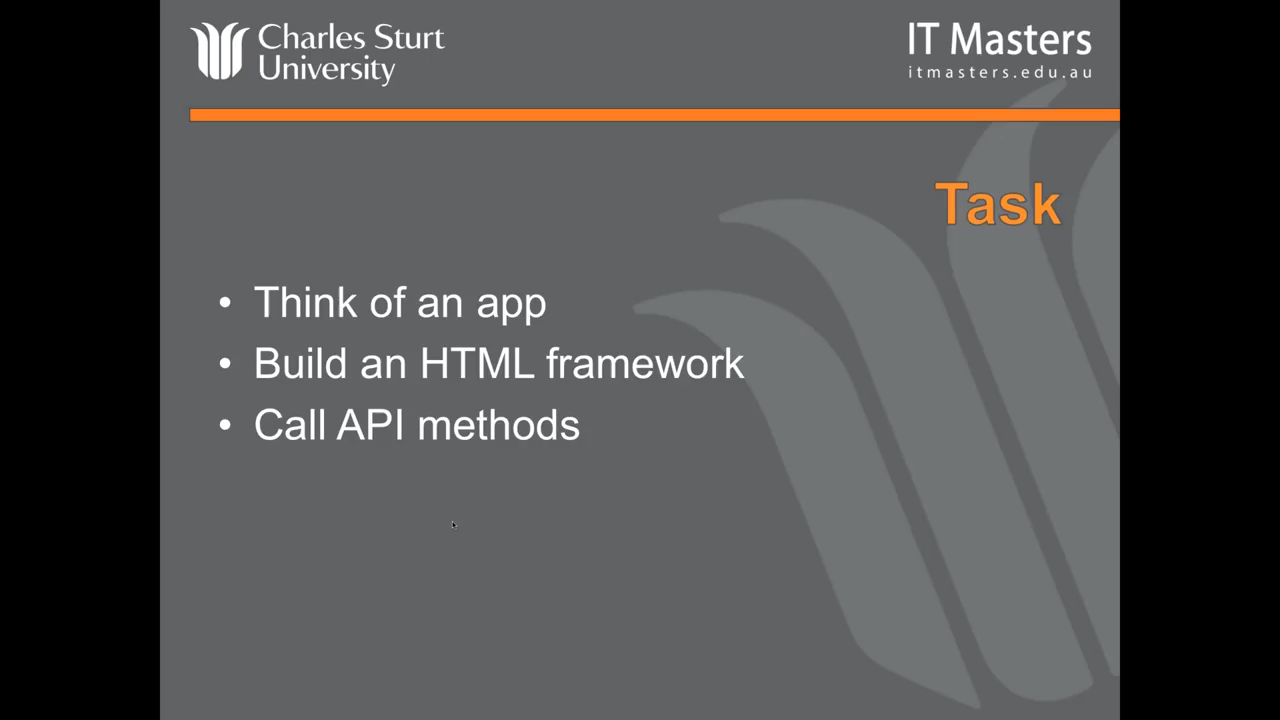 Charles Sturt
University
IT Masters
itmasters.edu.au
Task
• Think of an app
• Build an HTML framework
• Call API methods